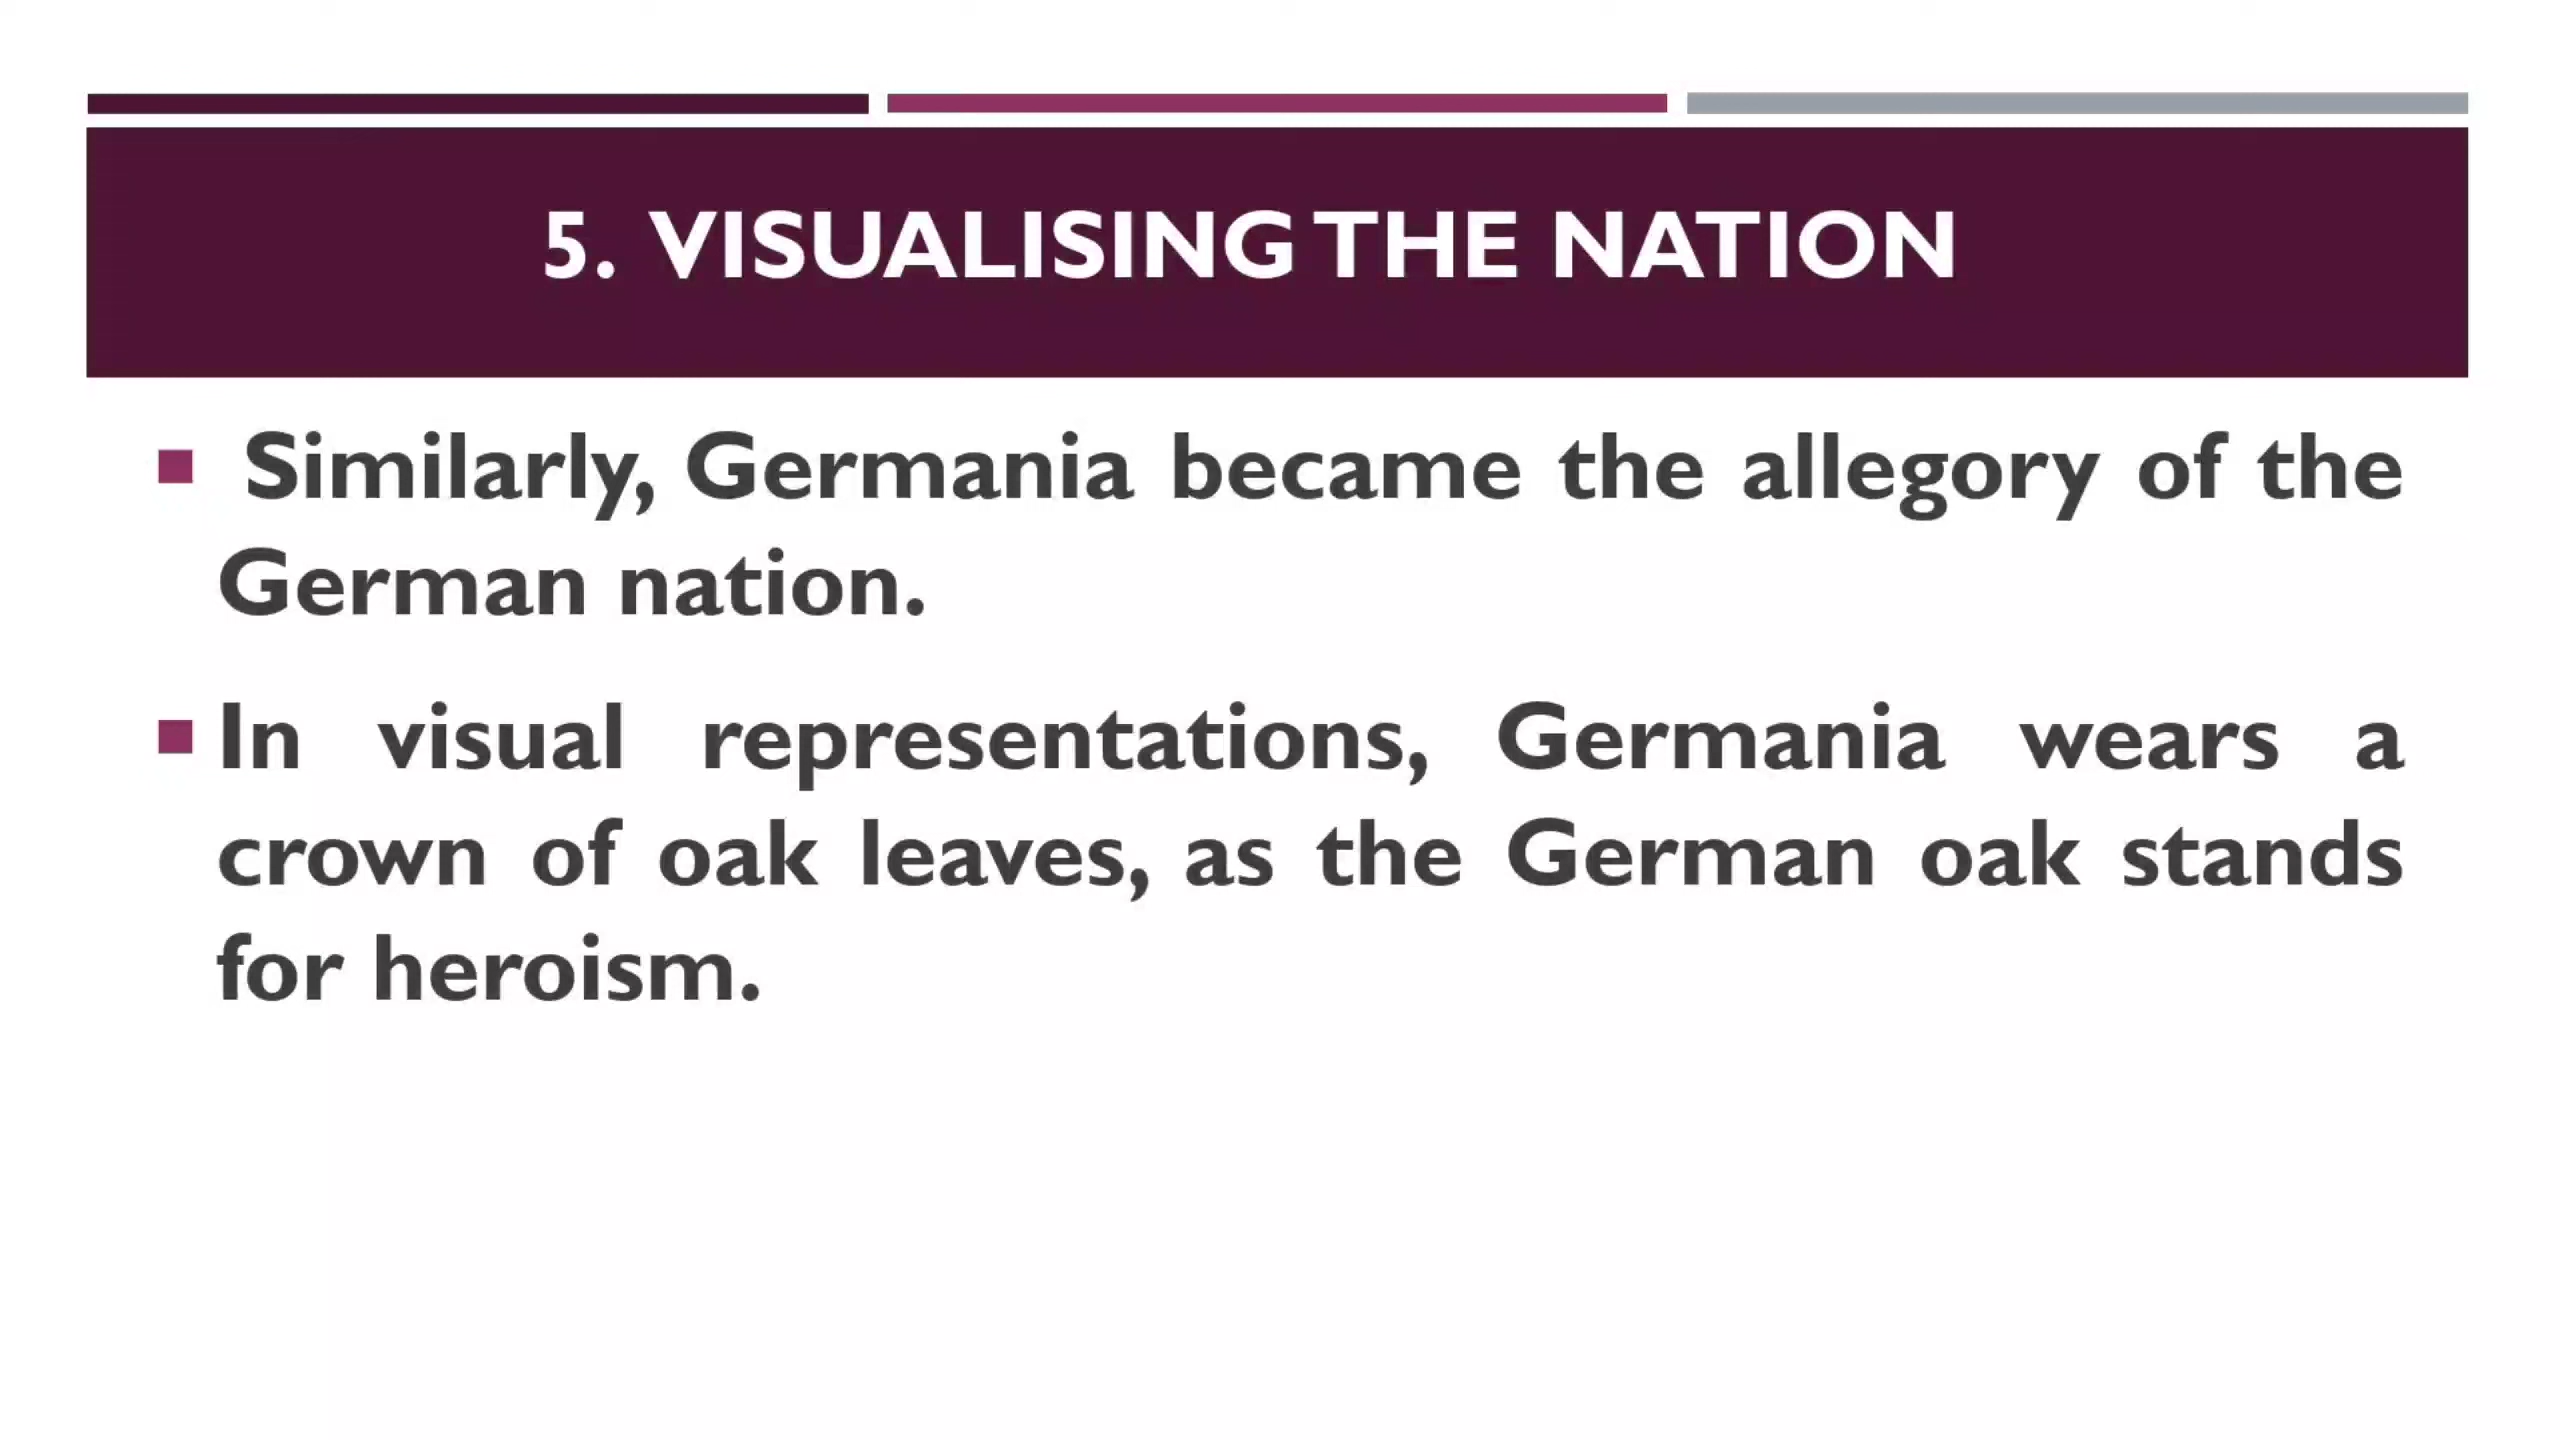 5. VISUALISING THE NATION
Similarly, Germania became the allegory of the
German nation.
In visual representations, Germania wears a
crown of oak leaves, as the German oak stands
for heroism.